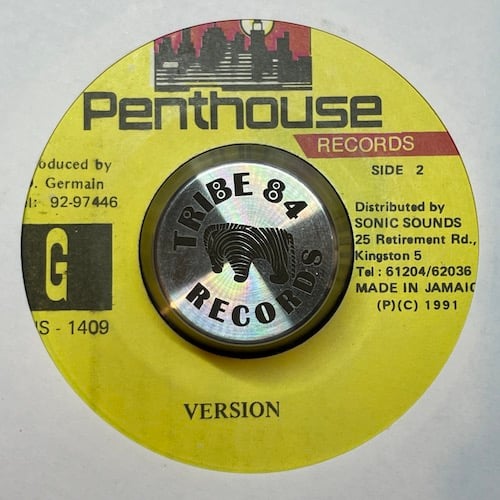 Penthouse
RECORDS
SIDE 2
oduced by
. Germain
l: 92-97446
G
S - 1409
TRIBE 84
RECORDS
Distributed by
SONIC SOUNDS
25 Retirement Rd.,
Kingston 5
Tel : 61204/62036
MADE IN JAMAIC
(P)(C) 1991
VERSION